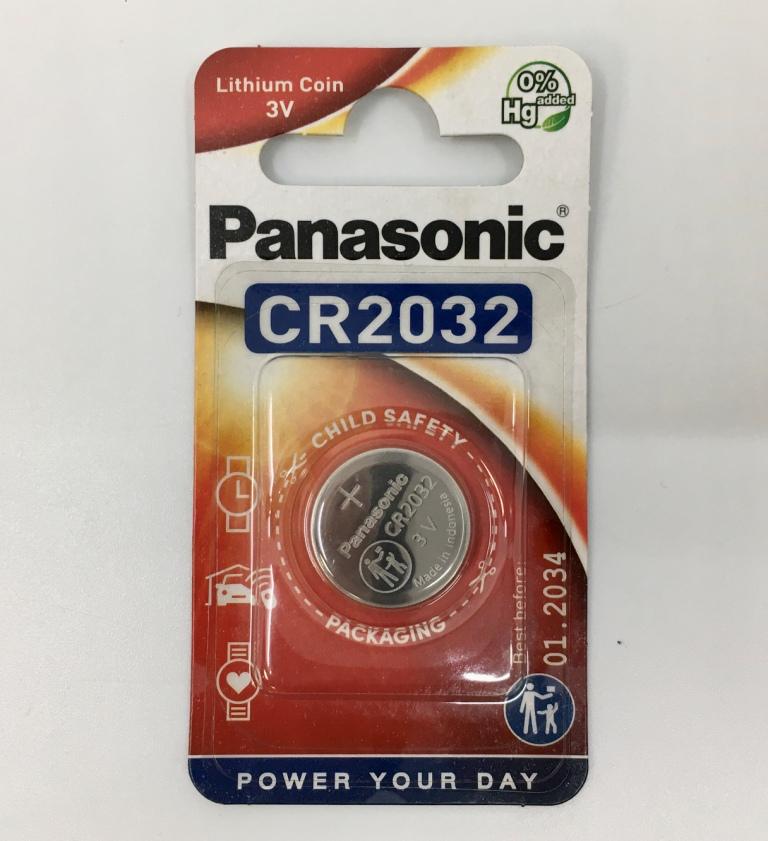 Lithium Coin
3V
0%
Hg added
Panasonic®
CR2032
CHILD SAFETY
+
Panasonic
CR2032
3 V
Made in Indonesia
PACKAGING
Best before:
01.2034
POWER YOUR DAY